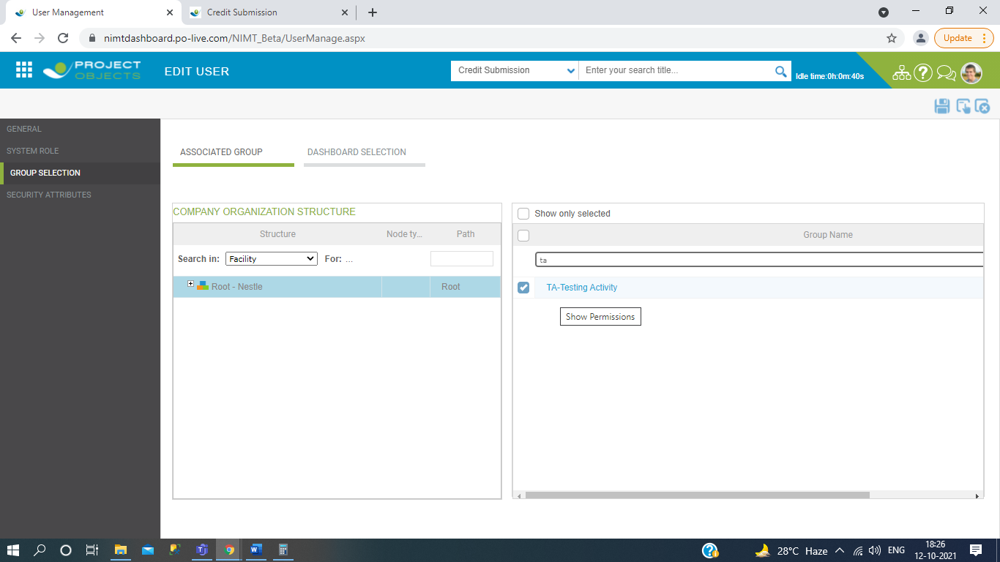 User Management
Credit Submission
nimtdashboard.po-live.com/NIMT_Beta/UserManage.aspx
Update
PROJECT
OBJECTS
EDIT USER
Credit Submission
Enter your search title...
Idle time:0h:0m:40s
GENERAL
SYSTEM ROLE
GROUP SELECTION
SECURITY ATTRIBUTES
ASSOCIATED GROUP
DASHBOARD SELECTION
COMPANY ORGANIZATION STRUCTURE
Structure Node ty... Path
Search in: Facility For: ...
Root - Nestle Root
Show only selected
Group Name
ta
TA-Testing Activity
Show Permissions
28°C Haze
ENG
18:26
12-10-2021